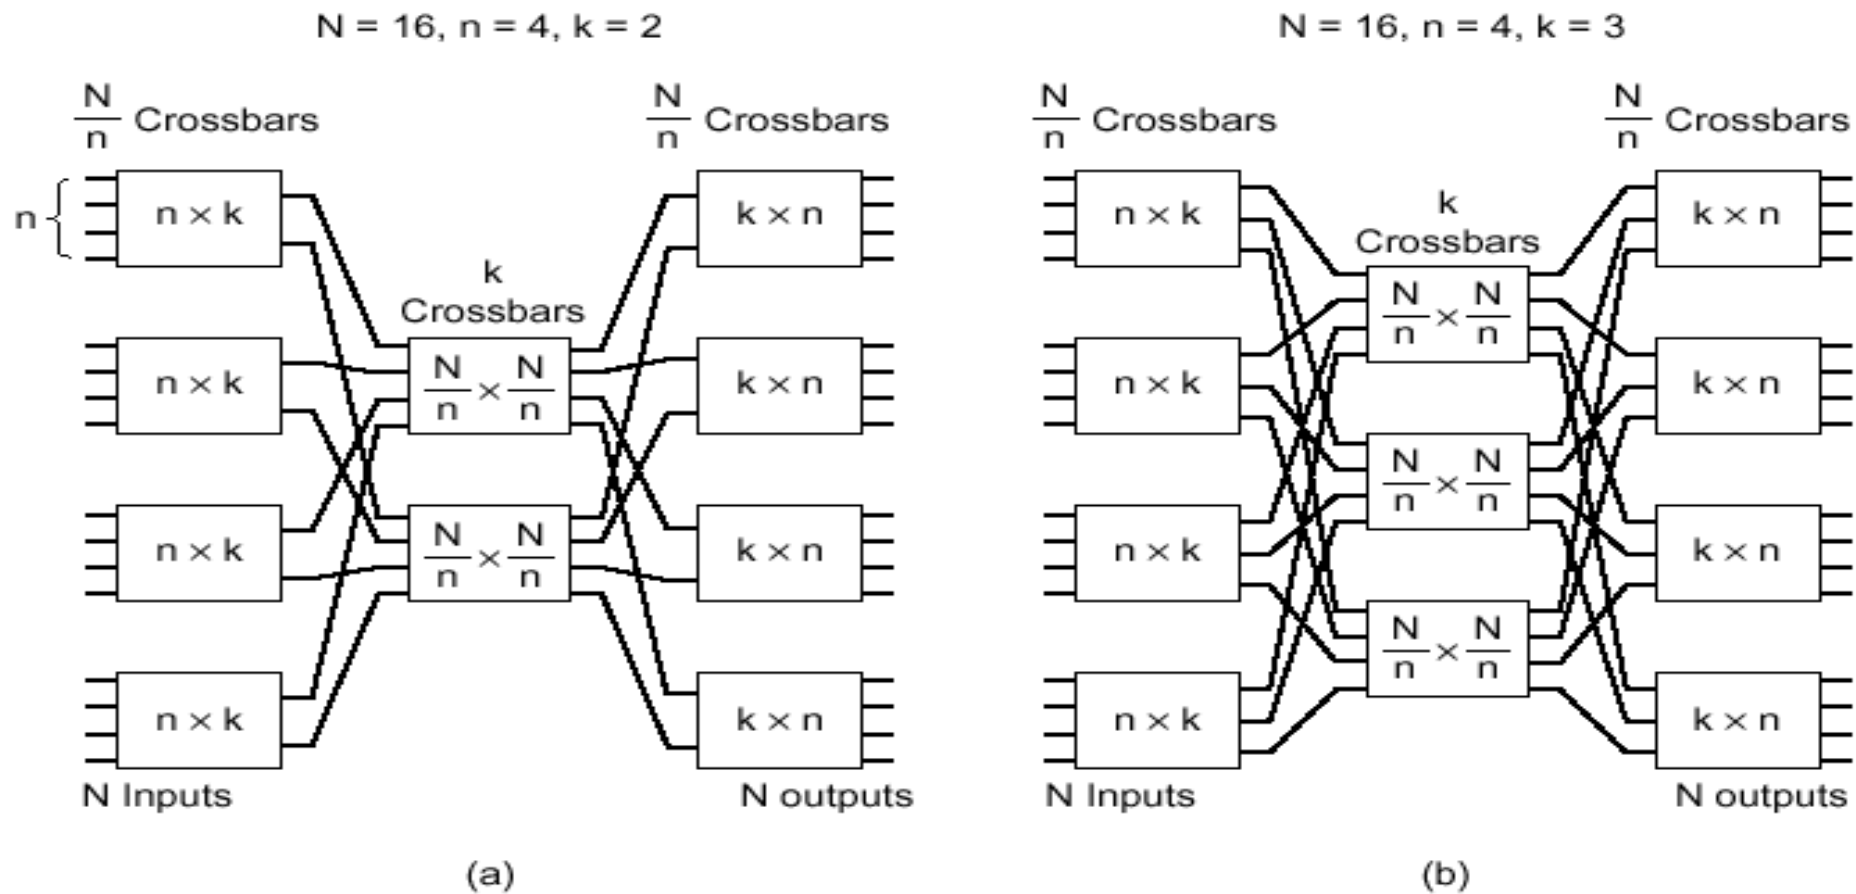 N = 16, n = 4, k = 2
N
n
Crossbars
N
n
Crossbars
n
n × k
n × k
n × k
n × k
k
Crossbars
N
n
×
N
n
N
n
×
N
n
k × n
k × n
k × n
k × n
N Inputs
N outputs
(a)
N = 16, n = 4, k = 3
N
n
Crossbars
N
n
Crossbars
n × k
n × k
n × k
n × k
k
Crossbars
N
n
×
N
n
N
n
×
N
n
N
n
×
N
n
k × n
k × n
k × n
k × n
N Inputs
N outputs
(b)